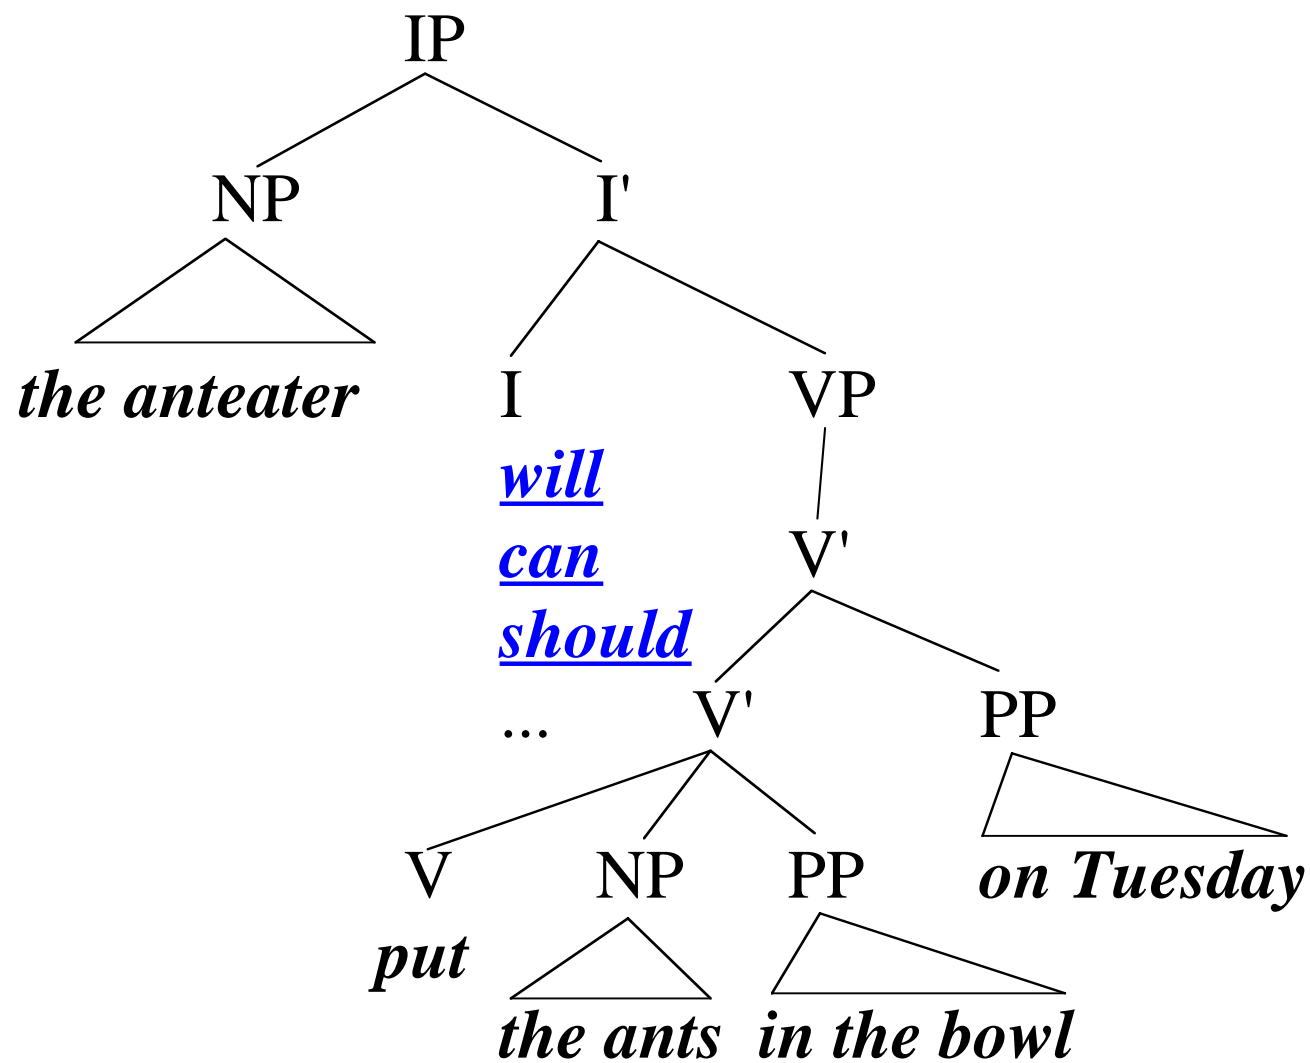 IP
NP I'
the anteater I VP
will
can
should
V'
... V' PP
V NP PP on Tuesday
put
the ants in the bowl